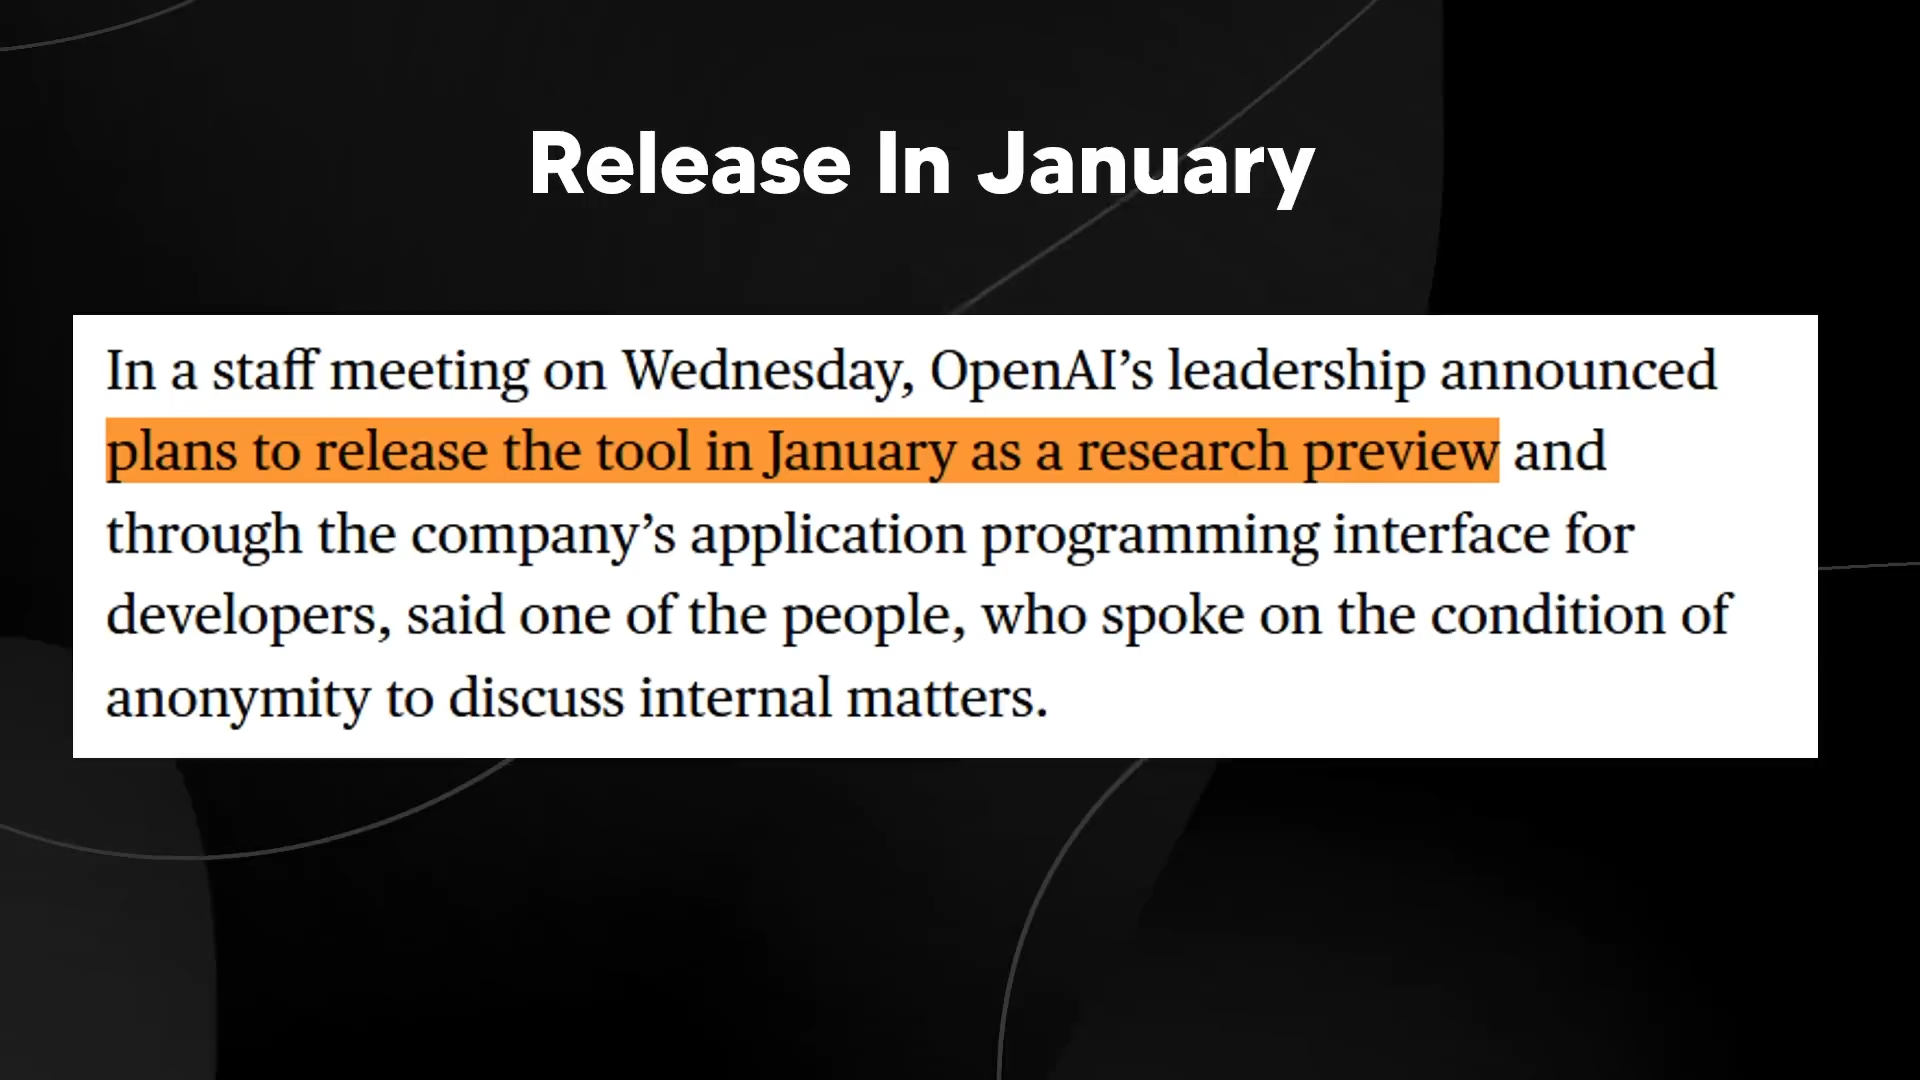 Release In January
In a staff meeting on Wednesday, OpenAI’s leadership announced
plans to release the tool in January as a research preview and
through the company’s application programming interface for
developers, said one of the people, who spoke on the condition of
anonymity to discuss internal matters.